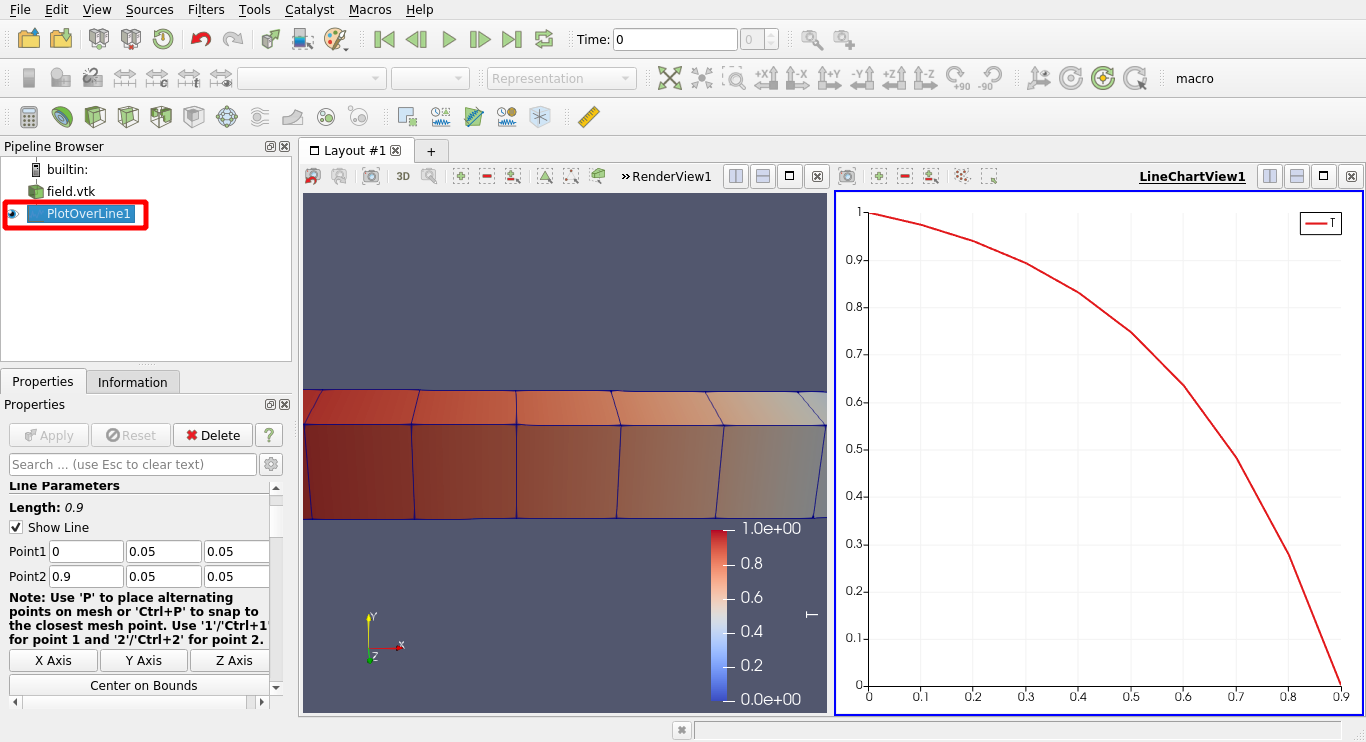 File Edit View Sources Filters Tools Catalyst Macros Help
Time: 0 0
C t Representation +X -X +Y -Y +Z -Z +90 -90 macro
Pipeline Browser
builtin:
field.vtk
PlotOverLine1
Properties Information
Properties
Apply Reset Delete ?
Search ... (use Esc to clear text)
Line Parameters
Length: 0.9
Show Line
Point1 0 0.05 0.05
Point2 0.9 0.05 0.05
Note: Use 'P' to place alternating
points on mesh or 'Ctrl+P' to snap to
the closest mesh point. Use '1'/'Ctrl+1'
for point 1 and '2'/'Ctrl+2' for point 2.
X Axis Y Axis Z Axis
Center on Bounds
Layout #1 +
3D » RenderView1
Y
X
Z
1.0e+00
0.8
0.6
0.4
0.2
0.0e+00
T
LineChartView1
T
1
0.9
0.8
0.7
0.6
0.5
0.4
0.3
0.2
0.1
0
0 0.1 0.2 0.3 0.4 0.5 0.6 0.7 0.8 0.9